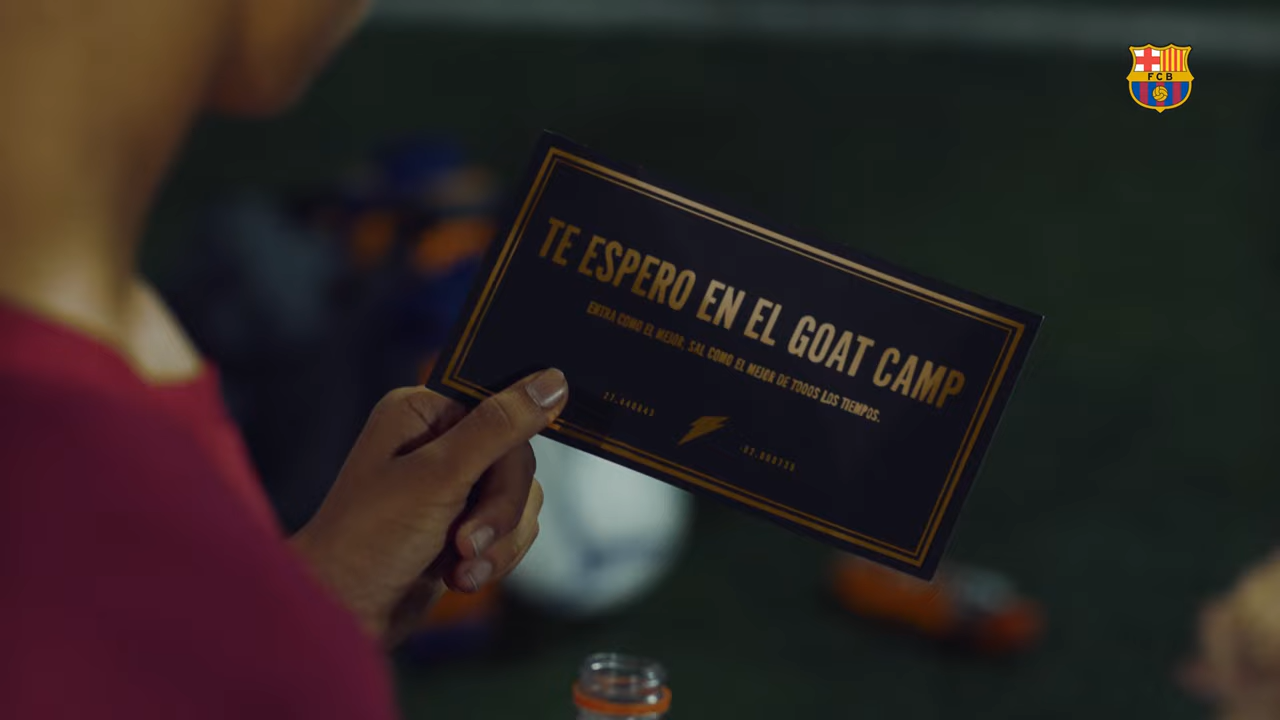 FCB
TE ESPERO EN EL GOAT CAMP
ENTRA COMO EL MEJOR, SAL COMO EL MEJOR DE TODOS LOS TIEMPOS.